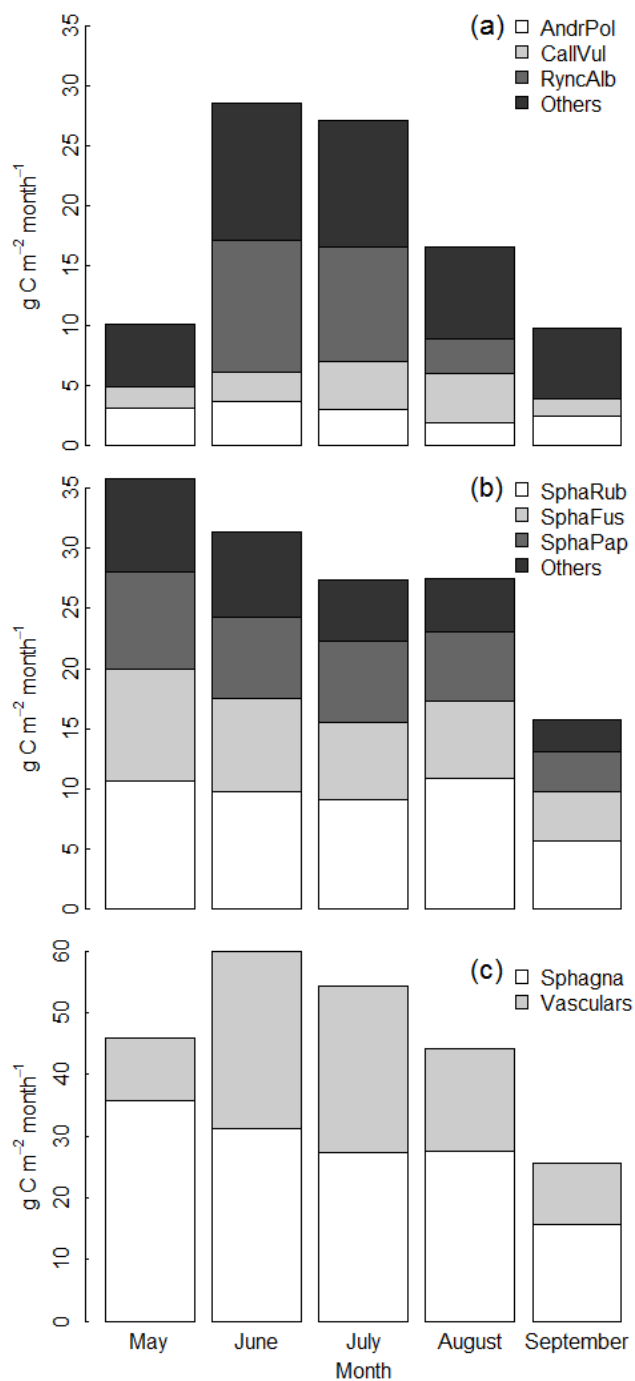 (a)
AndrPol
CallVul
RyncAlb
Others
g C m⁻² month⁻¹
35
30
25
20
15
10
5
0
(b)
SphaRub
SphaFus
SphaPap
Others
g C m⁻² month⁻¹
35
30
25
20
15
10
5
0
(c)
Sphagna
Vasculars
g C m⁻² month⁻¹
60
50
40
30
20
10
0
May June July August September
Month